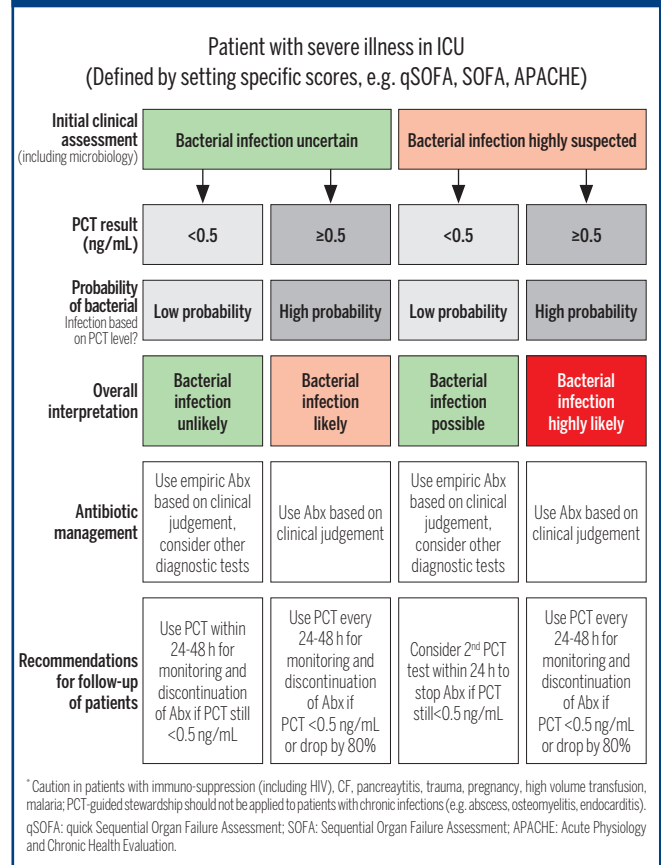 Patient with severe illness in ICU
(Defined by setting specific scores, e.g. qSOFA, SOFA, APACHE)
Initial clinical
assessment
(including microbiology)
Bacterial infection uncertain
Bacterial infection highly suspected
PCT result
(ng/mL)
<0.5
≥0.5
<0.5
≥0.5
Probability
of bacterial
Infection based
on PCT level?
Low probability
High probability
Low probability
High probability
Overall
interpretation
Bacterial
infection
unlikely
Bacterial
infection
likely
Bacterial
infection
possible
Bacterial
infection
highly likely
Antibiotic
management
Use empiric Abx
based on clinical
judgement,
consider other
diagnostic tests
Use Abx based on
clinical judgement
Use empiric Abx
based on clinical
judgement,
consider other
diagnostic tests
Use Abx based on
clinical judgement
Recommendations
for follow-up
of patients
Use PCT within
24-48 h for
monitoring and
discontinuation
of Abx if PCT still
<0.5 ng/mL
Use PCT every
24-48 h for
monitoring and
discontinuation
of Abx if
PCT <0.5 ng/mL
or drop by 80%
Consider 2nd PCT
test within 24 h to
stop Abx if PCT
still<0.5 ng/mL
Use PCT every
24-48 h for
monitoring and
discontinuation
of Abx if
PCT <0.5 ng/mL
or drop by 80%
*Caution in patients with immuno-suppression (including HIV), CF, pancreaytitis, trauma, pregnancy, high volume transfusion,
malaria; PCT-guided stewardship should not be applied to patients with chronic infections (e.g. abscess, osteomyelitis, endocarditis).
qSOFA: quick Sequential Organ Failure Assessment; SOFA: Sequential Organ Failure Assessment; APACHE: Acute Physiology
and Chronic Health Evaluation.